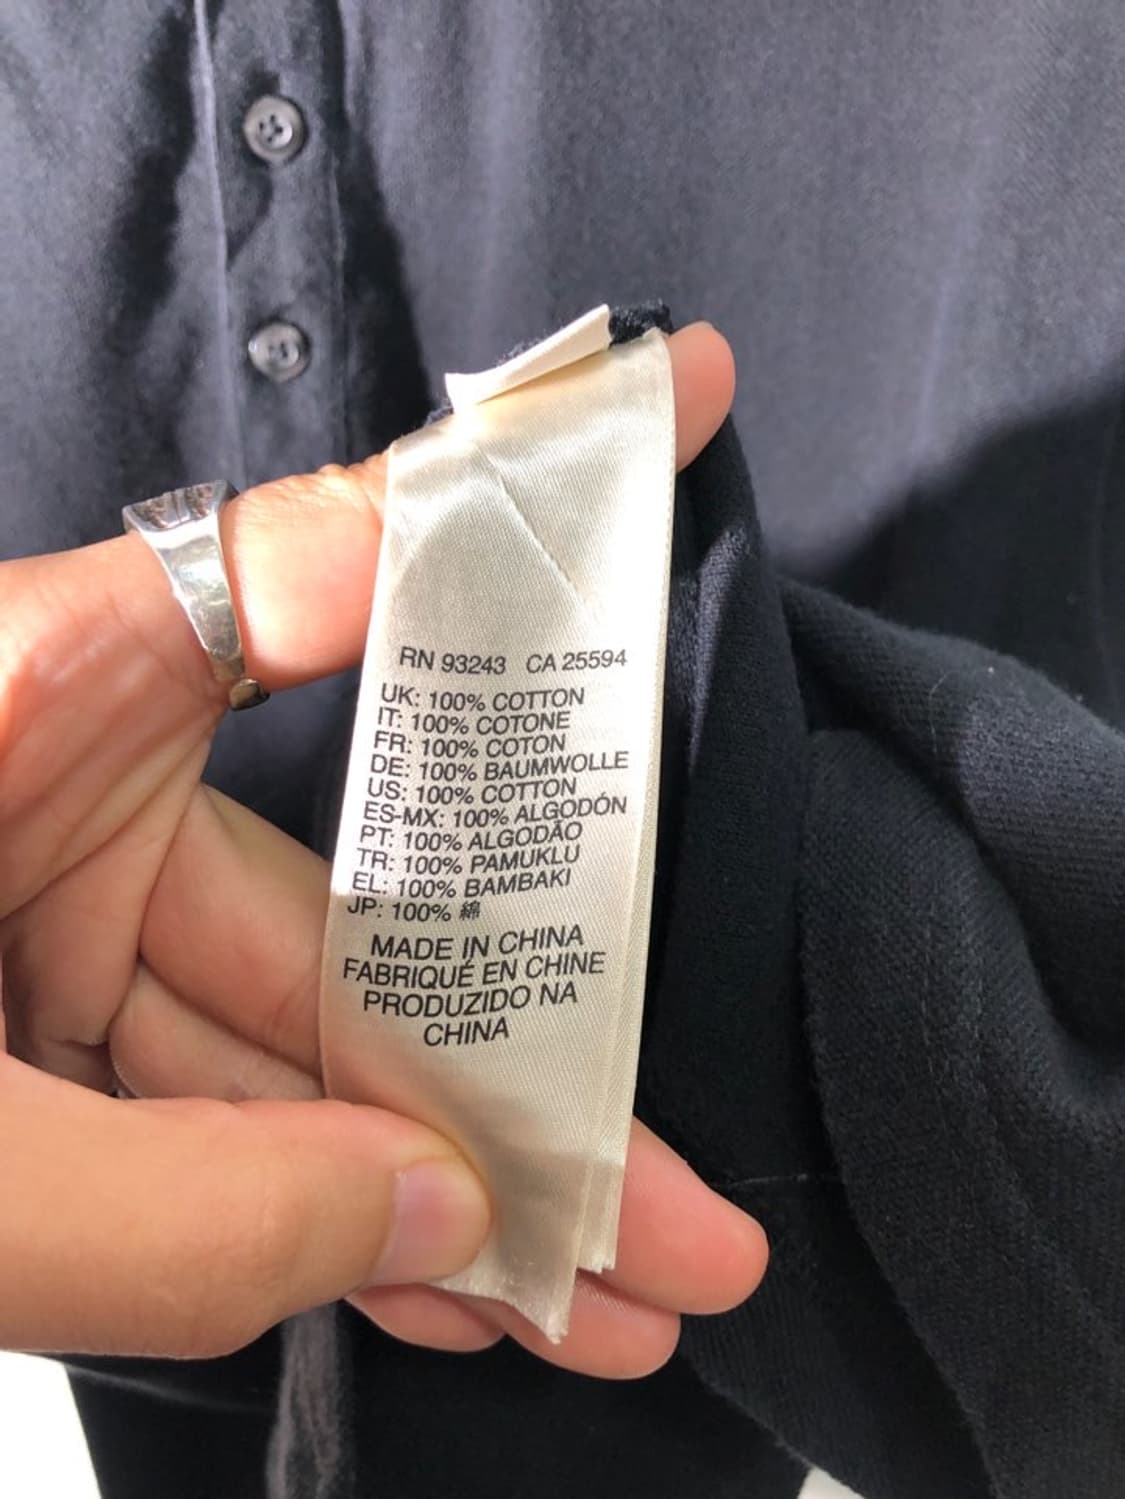 RN 93243 CA 25594
UK: 100% COTTON
IT: 100% COTONE
FR: 100% COTON
DE: 100% BAUMWOLLE
US: 100% COTTON
ES-MX: 100% ALGODÓN
PT: 100% ALGODÃO
TR: 100% PAMUKLU
EL: 100% BAMBAKI
JP: 100% 綿
MADE IN CHINA
FABRIQUÉ EN CHINE
PRODUZIDO NA
CHINA